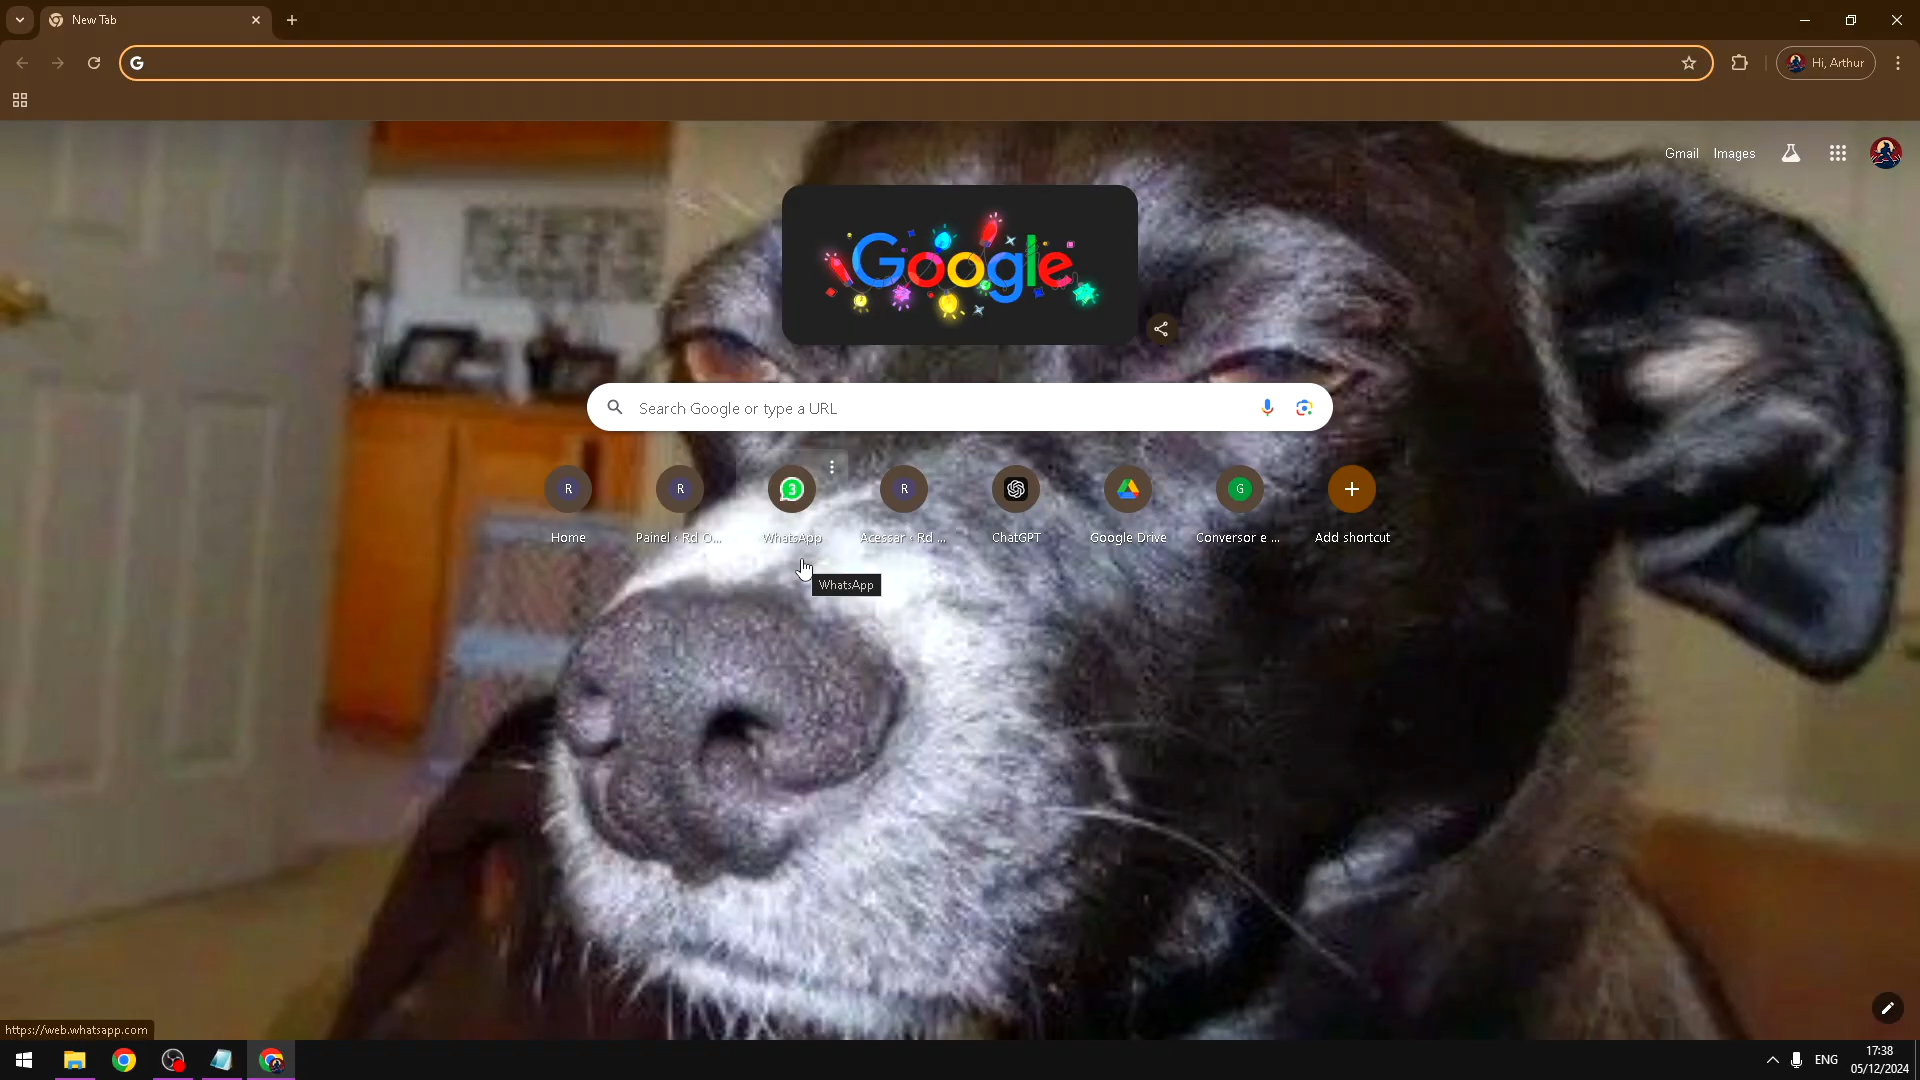 New Tab
Hi, Arthur
Gmail Images
Google
Search Google or type a URL
R R 3 R G
Home Painel ‹ Rd O... WhatsApp Acessar ‹ Rd ... ChatGPT Google Drive Conversor e ... Add shortcut
WhatsApp
https://web.whatsapp.com
ENG
17:38
05/12/2024